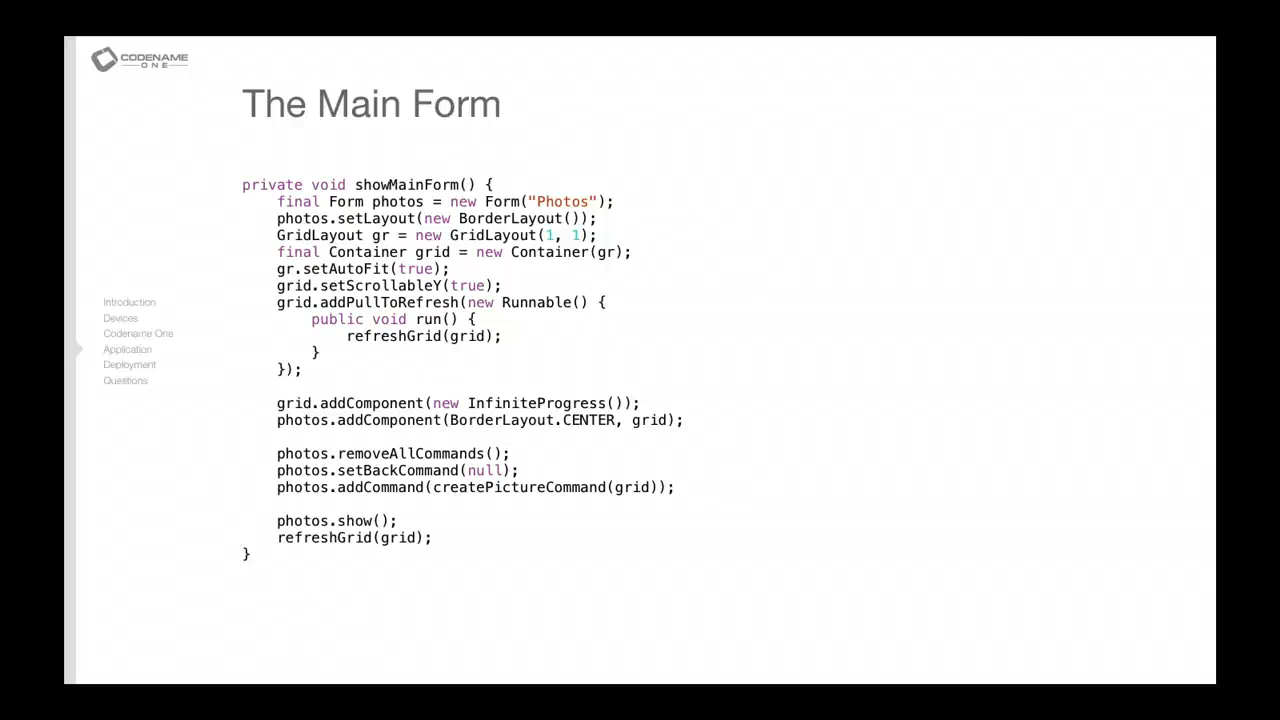 CODENAME
ONE
The Main Form
private void showMainForm() {
    final Form photos = new Form("Photos");
    photos.setLayout(new BorderLayout());
    GridLayout gr = new GridLayout(1, 1);
    final Container grid = new Container(gr);
    gr.setAutoFit(true);
    grid.setScrollableY(true);
    grid.addPullToRefresh(new Runnable() {
        public void run() {
            refreshGrid(grid);
        }
    });
    grid.addComponent(new InfiniteProgress());
    photos.addComponent(BorderLayout.CENTER, grid);
    photos.removeAllCommands();
    photos.setBackCommand(null);
    photos.addCommand(createPictureCommand(grid));
    photos.show();
    refreshGrid(grid);
}
Introduction
Devices
Codename One
Application
Deployment
Questions